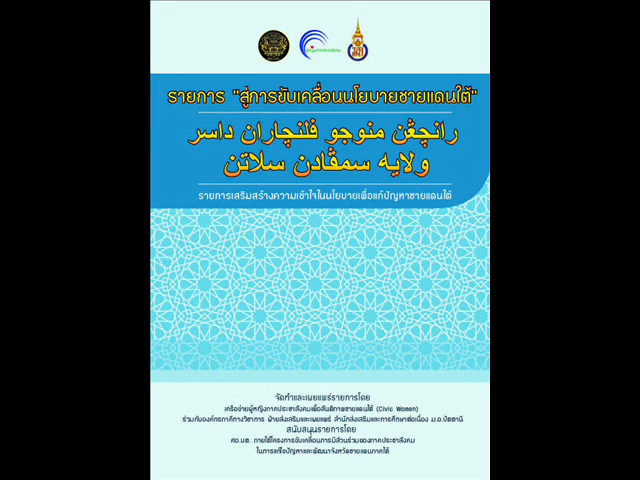 รายการ "สู่การขับเคลื่อนนโยบายชายแดนใต้"
رانچڠن منوجو ڤلنچاران داسر
ولايه سمڤادن سلاتن
รายการเสริมสร้างความเข้าใจในนโยบายเพื่อแก้ปัญหาชายแดนใต้
จัดทำและเผยแพร่รายการโดย
เครือข่ายผู้หญิงภาคประชาสังคมเพื่อสันติภาพชายแดนใต้ (Civic Women)
ร่วมกับองค์กรภาคีทางวิชาการ ฝ่ายส่งเสริมและเผยแพร่ สำนักส่งเสริมและการศึกษาต่อเนื่อง ม.อ.ปัตตานี
สนับสนุนรายการโดย
ศอ.บต. ภายใต้โครงการขับเคลื่อนการมีส่วนร่วมของภาคประชาสังคม
ในการแก้ไขปัญหาและพัฒนาจังหวัดชายแดนภาคใต้